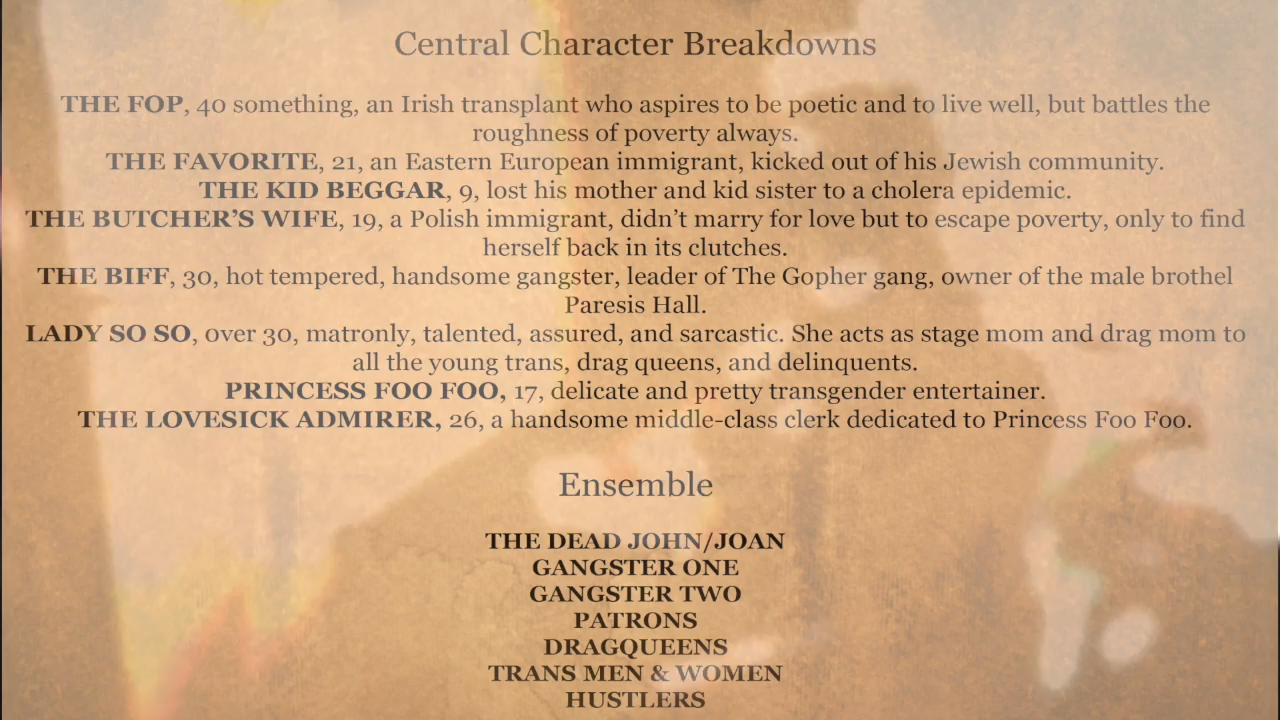 Central Character Breakdowns
THE FOP, 40 something, an Irish transplant who aspires to be poetic and to live well, but battles the
roughness of poverty always.
THE FAVORITE, 21, an Eastern European immigrant, kicked out of his Jewish community.
THE KID BEGGAR, 9, lost his mother and kid sister to a cholera epidemic.
THE BUTCHER’S WIFE, 19, a Polish immigrant, didn’t marry for love but to escape poverty, only to find
herself back in its clutches.
THE BIFF, 30, hot tempered, handsome gangster, leader of The Gopher gang, owner of the male brothel
Paresis Hall.
LADY SO SO, over 30, matronly, talented, assured, and sarcastic. She acts as stage mom and drag mom to
all the young trans, drag queens, and delinquents.
PRINCESS FOO FOO, 17, delicate and pretty transgender entertainer.
THE LOVESICK ADMIRER, 26, a handsome middle-class clerk dedicated to Princess Foo Foo.
Ensemble
THE DEAD JOHN/JOAN
GANGSTER ONE
GANGSTER TWO
PATRONS
DRAGQUEENS
TRANS MEN & WOMEN
HUSTLERS